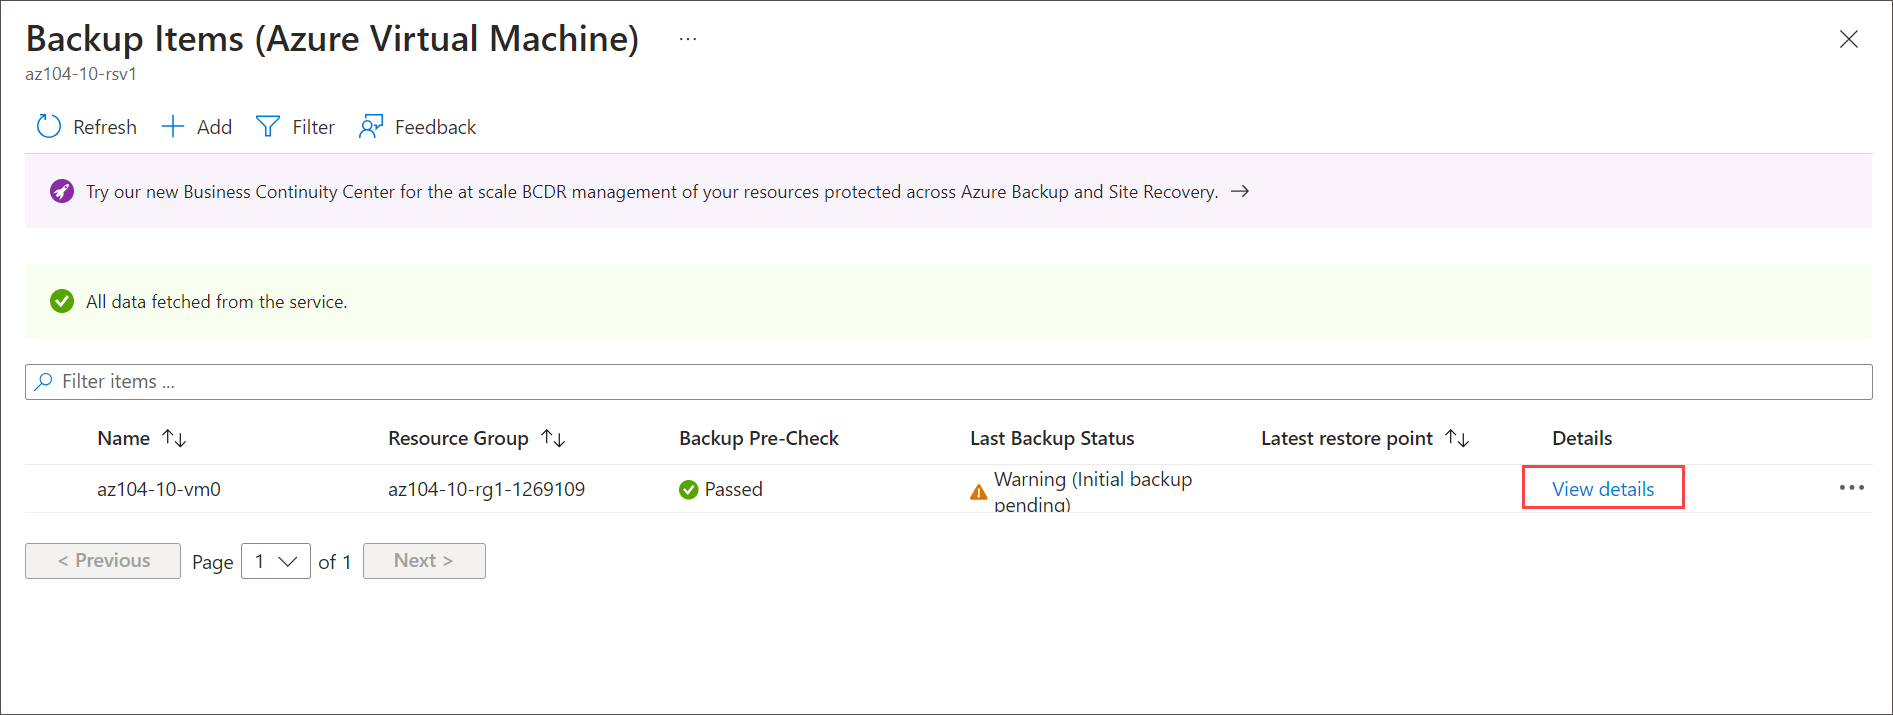 Backup Items (Azure Virtual Machine) ...
az104-10-rsv1
Refresh Add Filter Feedback
Try our new Business Continuity Center for the at scale BCDR management of your resources protected across Azure Backup and Site Recovery. →
All data fetched from the service.
Filter items ...
Name ↑↓ Resource Group ↑↓ Backup Pre-Check Last Backup Status Latest restore point ↑↓ Details
az104-10-vm0 az104-10-rg1-1269109 Passed Warning (Initial backup
pending)
View details ...
< Previous Page 1 of 1 Next >